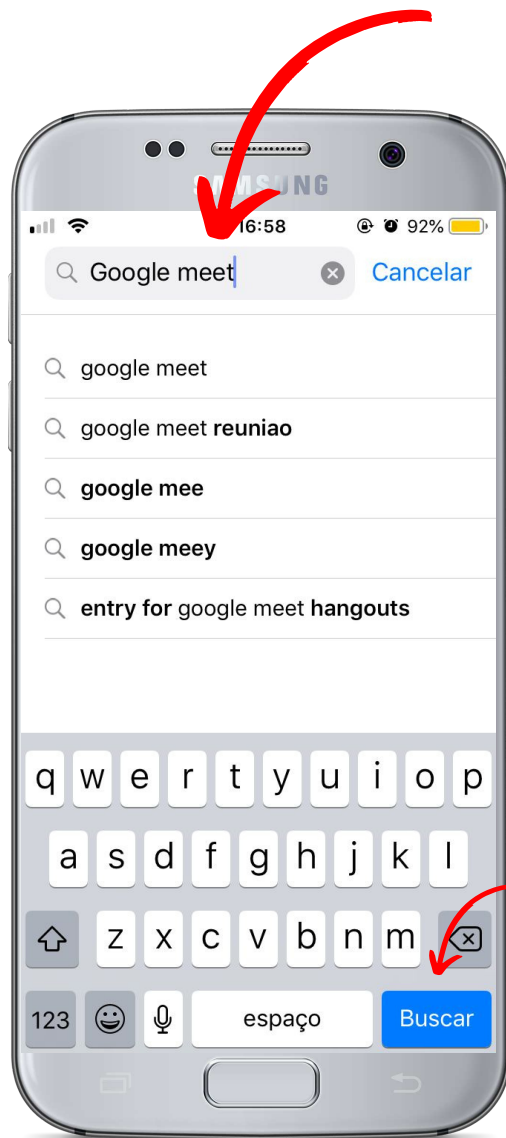 SAMSUNG
16:58 92%
Google meet Cancelar
google meet
google meet reuniao
google mee
google meey
entry for google meet hangouts
q w e r t y u i o p
a s d f g h j k l
z x c v b n m
123 espaço Buscar